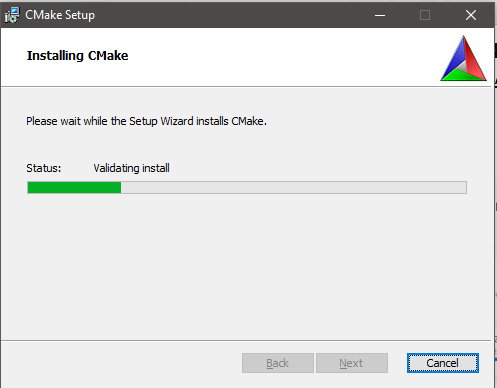 CMake Setup
Installing CMake
Please wait while the Setup Wizard installs CMake.
Status: Validating install
Back Next Cancel